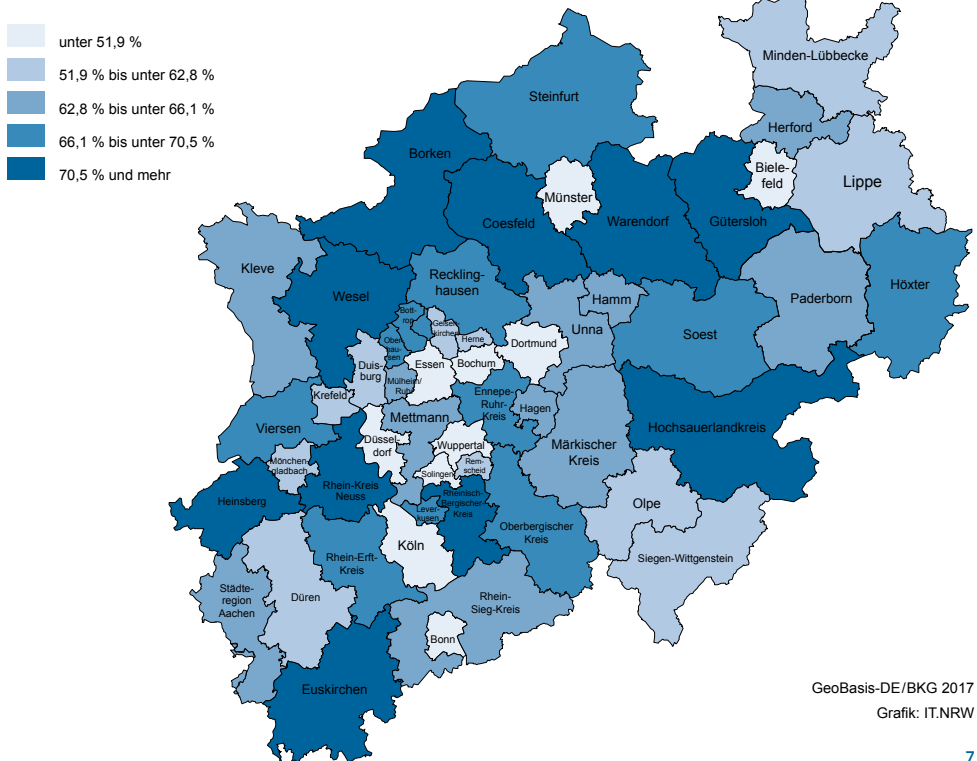 unter 51,9 %
51,9 % bis unter 62,8 %
62,8 % bis unter 66,1 %
66,1 % bis unter 70,5 %
70,5 % und mehr
Minden-Lübbecke
Steinfurt
Herford
Borken
Biele-
feld
Lippe
Münster
Coesfeld
Warendorf
Gütersloh
Kleve
Reckling-
hausen
Höxter
Wesel
Hamm
Paderborn
Bott-
rop
Gelsen-
kirchen
Unna
Soest
Ober-
hau-
sen
Herne
Dortmund
Duis-
burg
Essen
Bochum
Mülheim/
Ruhr
Krefeld
Ennepe-
Ruhr-
Kreis
Hagen
Viersen
Mettmann
Hochsauerlandkreis
Düssel-
dorf
Wuppertal
Märkischer
Kreis
Mönchen-
gladbach
Rem-
scheid
Solingen
Rhein-Kreis
Neuss
Heinsberg
Rheinisch-
Bergischer-
Kreis
Olpe
Lever-
kusen
Oberbergischer
Kreis
Köln
Rhein-Erft-
Kreis
Siegen-Wittgenstein
Städte-
region
Aachen
Düren
Rhein-
Sieg-Kreis
Bonn
Euskirchen
GeoBasis-DE/BKG 2017
Grafik: IT.NRW
7